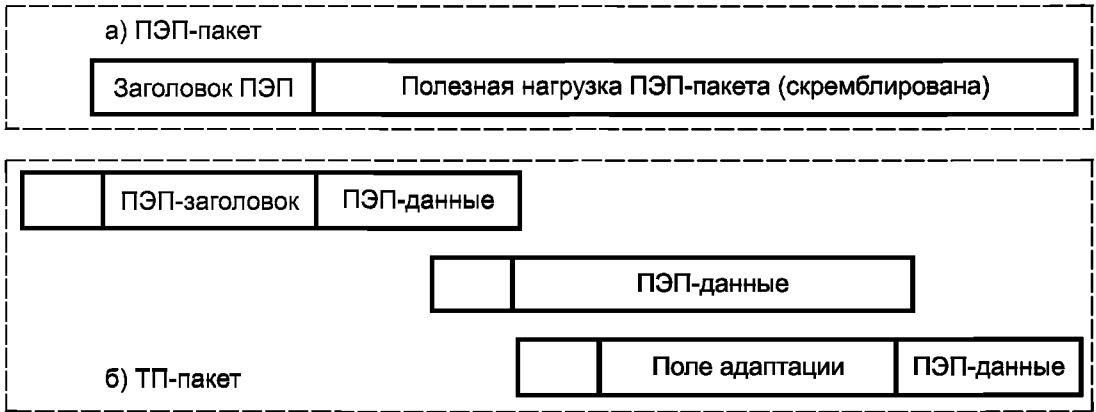 а) ПЭП-пакет
Заголовок ПЭП
Полезная нагрузка ПЭП-пакета (скремблирована)
ПЭП-заголовок
ПЭП-данные
ПЭП-данные
Поле адаптации
ПЭП-данные
б) ТП-пакет